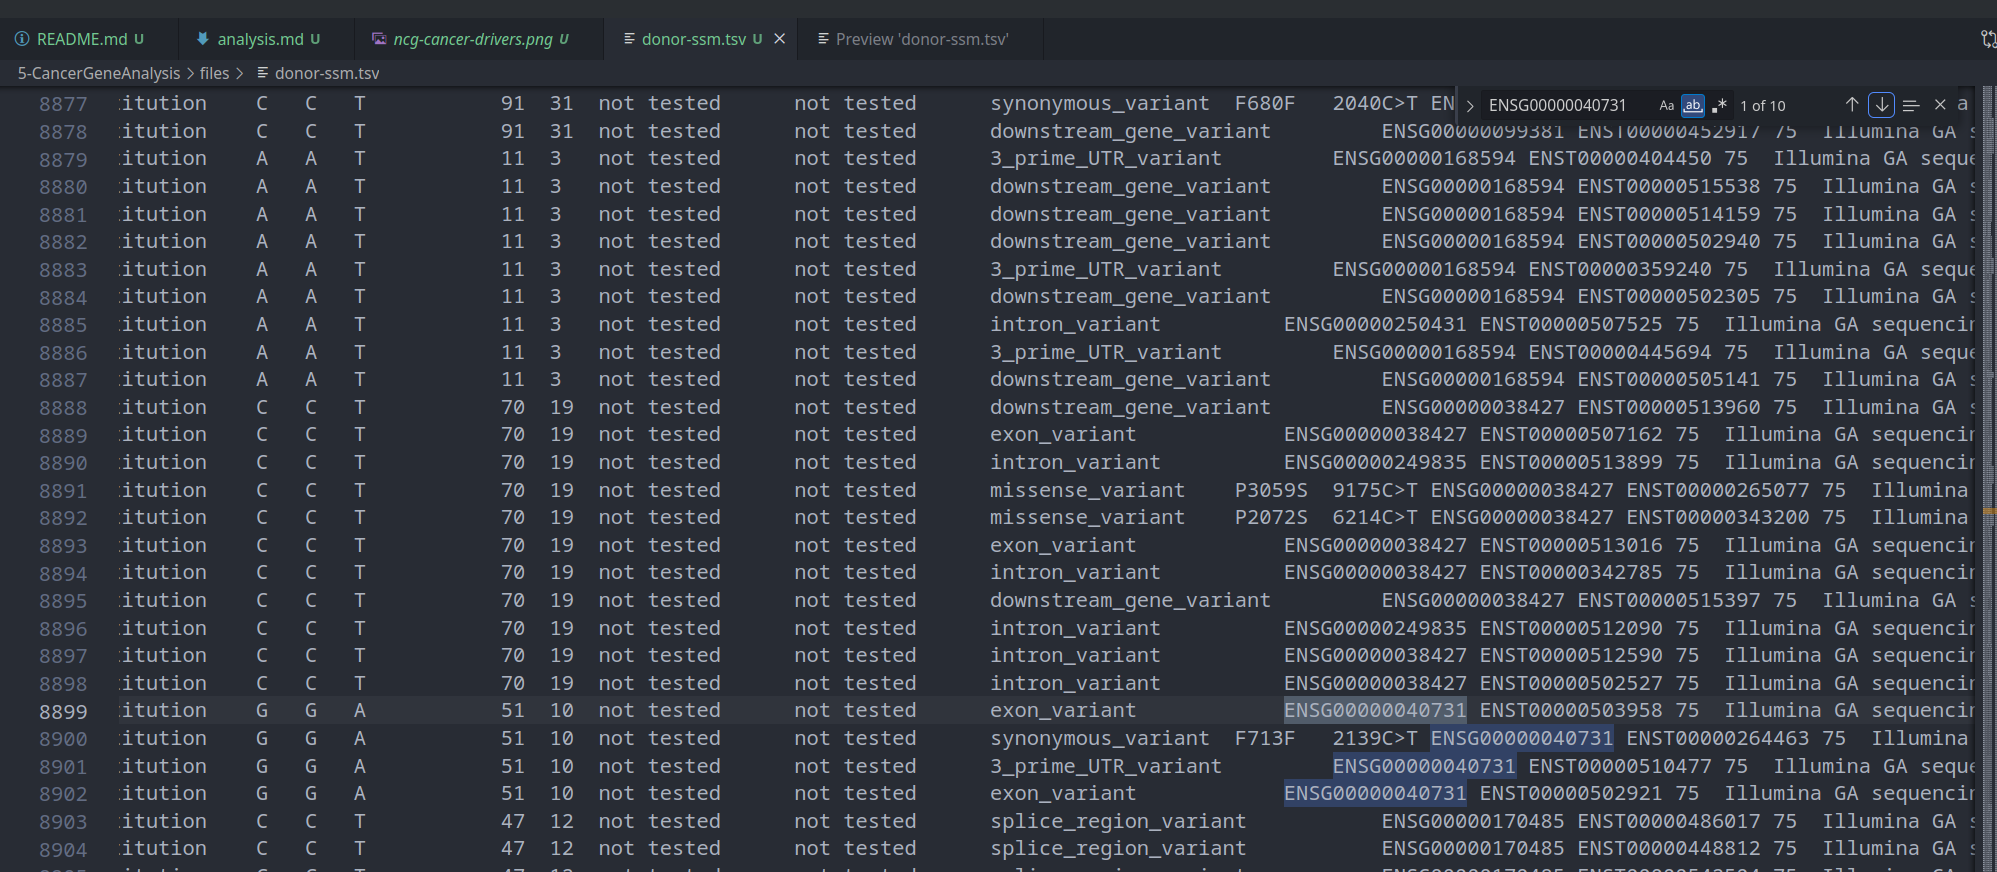 README.md U analysis.md U ncg-cancer-drivers.png U donor-ssm.tsv U Preview 'donor-ssm.tsv'
5-CancerGeneAnalysis > files > donor-ssm.tsv
ENSG00000040731 Aa ab .* 1 of 10
8877 :itution C C T 91 31 not tested not tested synonymous_variant F680F 2040C>T EN
8878 :itution C C T 91 31 not tested not tested downstream_gene_variant ENSG00000099381 ENST00000452917 75 Illumina GA s
8879 :itution A A T 11 3 not tested not tested 3_prime_UTR_variant ENSG00000168594 ENST00000404450 75 Illumina GA seque
8880 :itution A A T 11 3 not tested not tested downstream_gene_variant ENSG00000168594 ENST00000515538 75 Illumina GA s
8881 :itution A A T 11 3 not tested not tested downstream_gene_variant ENSG00000168594 ENST00000514159 75 Illumina GA s
8882 :itution A A T 11 3 not tested not tested downstream_gene_variant ENSG00000168594 ENST00000502940 75 Illumina GA s
8883 :itution A A T 11 3 not tested not tested 3_prime_UTR_variant ENSG00000168594 ENST00000359240 75 Illumina GA seque
8884 :itution A A T 11 3 not tested not tested downstream_gene_variant ENSG00000168594 ENST00000502305 75 Illumina GA s
8885 :itution A A T 11 3 not tested not tested intron_variant ENSG00000250431 ENST00000507525 75 Illumina GA sequencin
8886 :itution A A T 11 3 not tested not tested 3_prime_UTR_variant ENSG00000168594 ENST00000445694 75 Illumina GA seque
8887 :itution A A T 11 3 not tested not tested downstream_gene_variant ENSG00000168594 ENST00000505141 75 Illumina GA s
8888 :itution C C T 70 19 not tested not tested downstream_gene_variant ENSG00000038427 ENST00000513960 75 Illumina GA s
8889 :itution C C T 70 19 not tested not tested exon_variant ENSG00000038427 ENST00000507162 75 Illumina GA sequencin
8890 :itution C C T 70 19 not tested not tested intron_variant ENSG00000249835 ENST00000513899 75 Illumina GA sequencin
8891 :itution C C T 70 19 not tested not tested missense_variant P3059S 9175C>T ENSG00000038427 ENST00000265077 75 Illumina
8892 :itution C C T 70 19 not tested not tested missense_variant P2072S 6214C>T ENSG00000038427 ENST00000343200 75 Illumina
8893 :itution C C T 70 19 not tested not tested exon_variant ENSG00000038427 ENST00000513016 75 Illumina GA sequencin
8894 :itution C C T 70 19 not tested not tested intron_variant ENSG00000038427 ENST00000342785 75 Illumina GA sequencin
8895 :itution C C T 70 19 not tested not tested downstream_gene_variant ENSG00000038427 ENST00000515397 75 Illumina GA s
8896 :itution C C T 70 19 not tested not tested intron_variant ENSG00000249835 ENST00000512090 75 Illumina GA sequencin
8897 :itution C C T 70 19 not tested not tested intron_variant ENSG00000038427 ENST00000512590 75 Illumina GA sequencin
8898 :itution C C T 70 19 not tested not tested intron_variant ENSG00000038427 ENST00000502527 75 Illumina GA sequencin
8899 :itution G G A 51 10 not tested not tested exon_variant ENSG00000040731 ENST00000503958 75 Illumina GA sequencin
8900 :itution G G A 51 10 not tested not tested synonymous_variant F713F 2139C>T ENSG00000040731 ENST00000264463 75 Illumina
8901 :itution G G A 51 10 not tested not tested 3_prime_UTR_variant ENSG00000040731 ENST00000510477 75 Illumina GA seque
8902 :itution G G A 51 10 not tested not tested exon_variant ENSG00000040731 ENST00000502921 75 Illumina GA sequencin
8903 :itution C C T 47 12 not tested not tested splice_region_variant ENSG00000170485 ENST00000486017 75 Illumina GA s
8904 :itution C C T 47 12 not tested not tested splice_region_variant ENSG00000170485 ENST00000448812 75 Illumina GA s